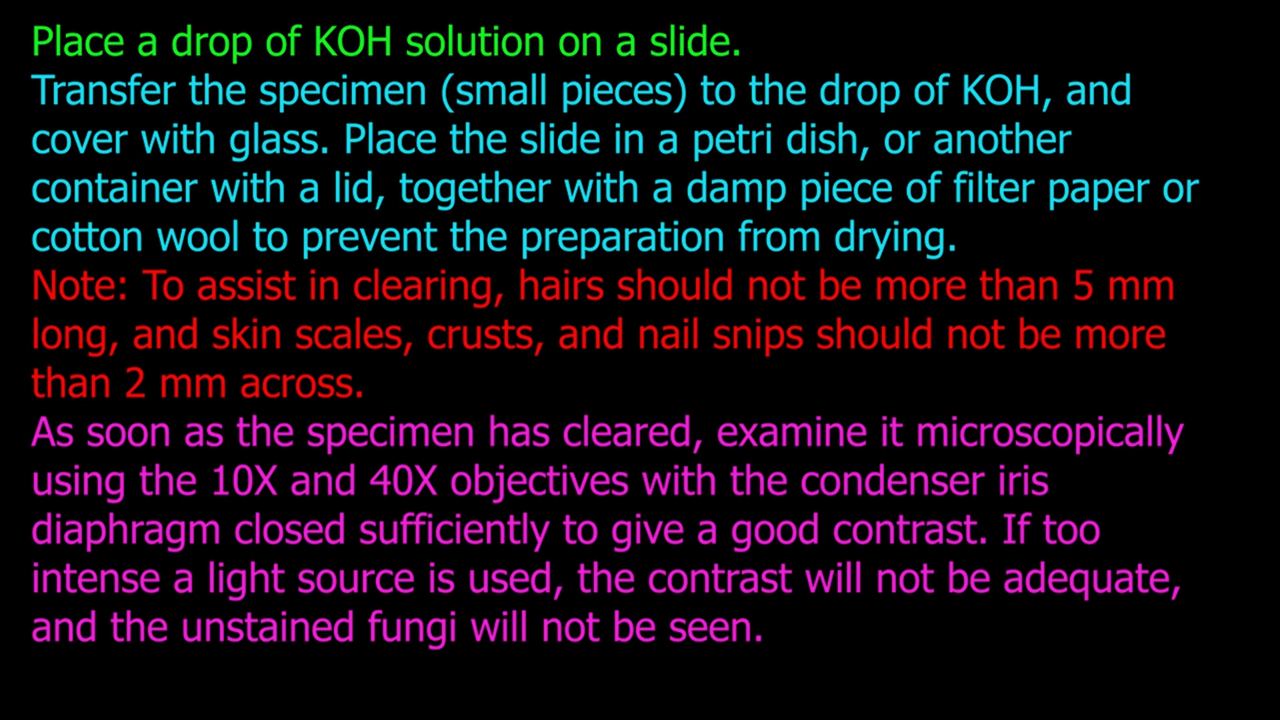 Place a drop of KOH solution on a slide.
Transfer the specimen (small pieces) to the drop of KOH, and
cover with glass. Place the slide in a petri dish, or another
container with a lid, together with a damp piece of filter paper or
cotton wool to prevent the preparation from drying.
Note: To assist in clearing, hairs should not be more than 5 mm
long, and skin scales, crusts, and nail snips should not be more
than 2 mm across.
As soon as the specimen has cleared, examine it microscopically
using the 10X and 40X objectives with the condenser iris
diaphragm closed sufficiently to give a good contrast. If too
intense a light source is used, the contrast will not be adequate,
and the unstained fungi will not be seen.